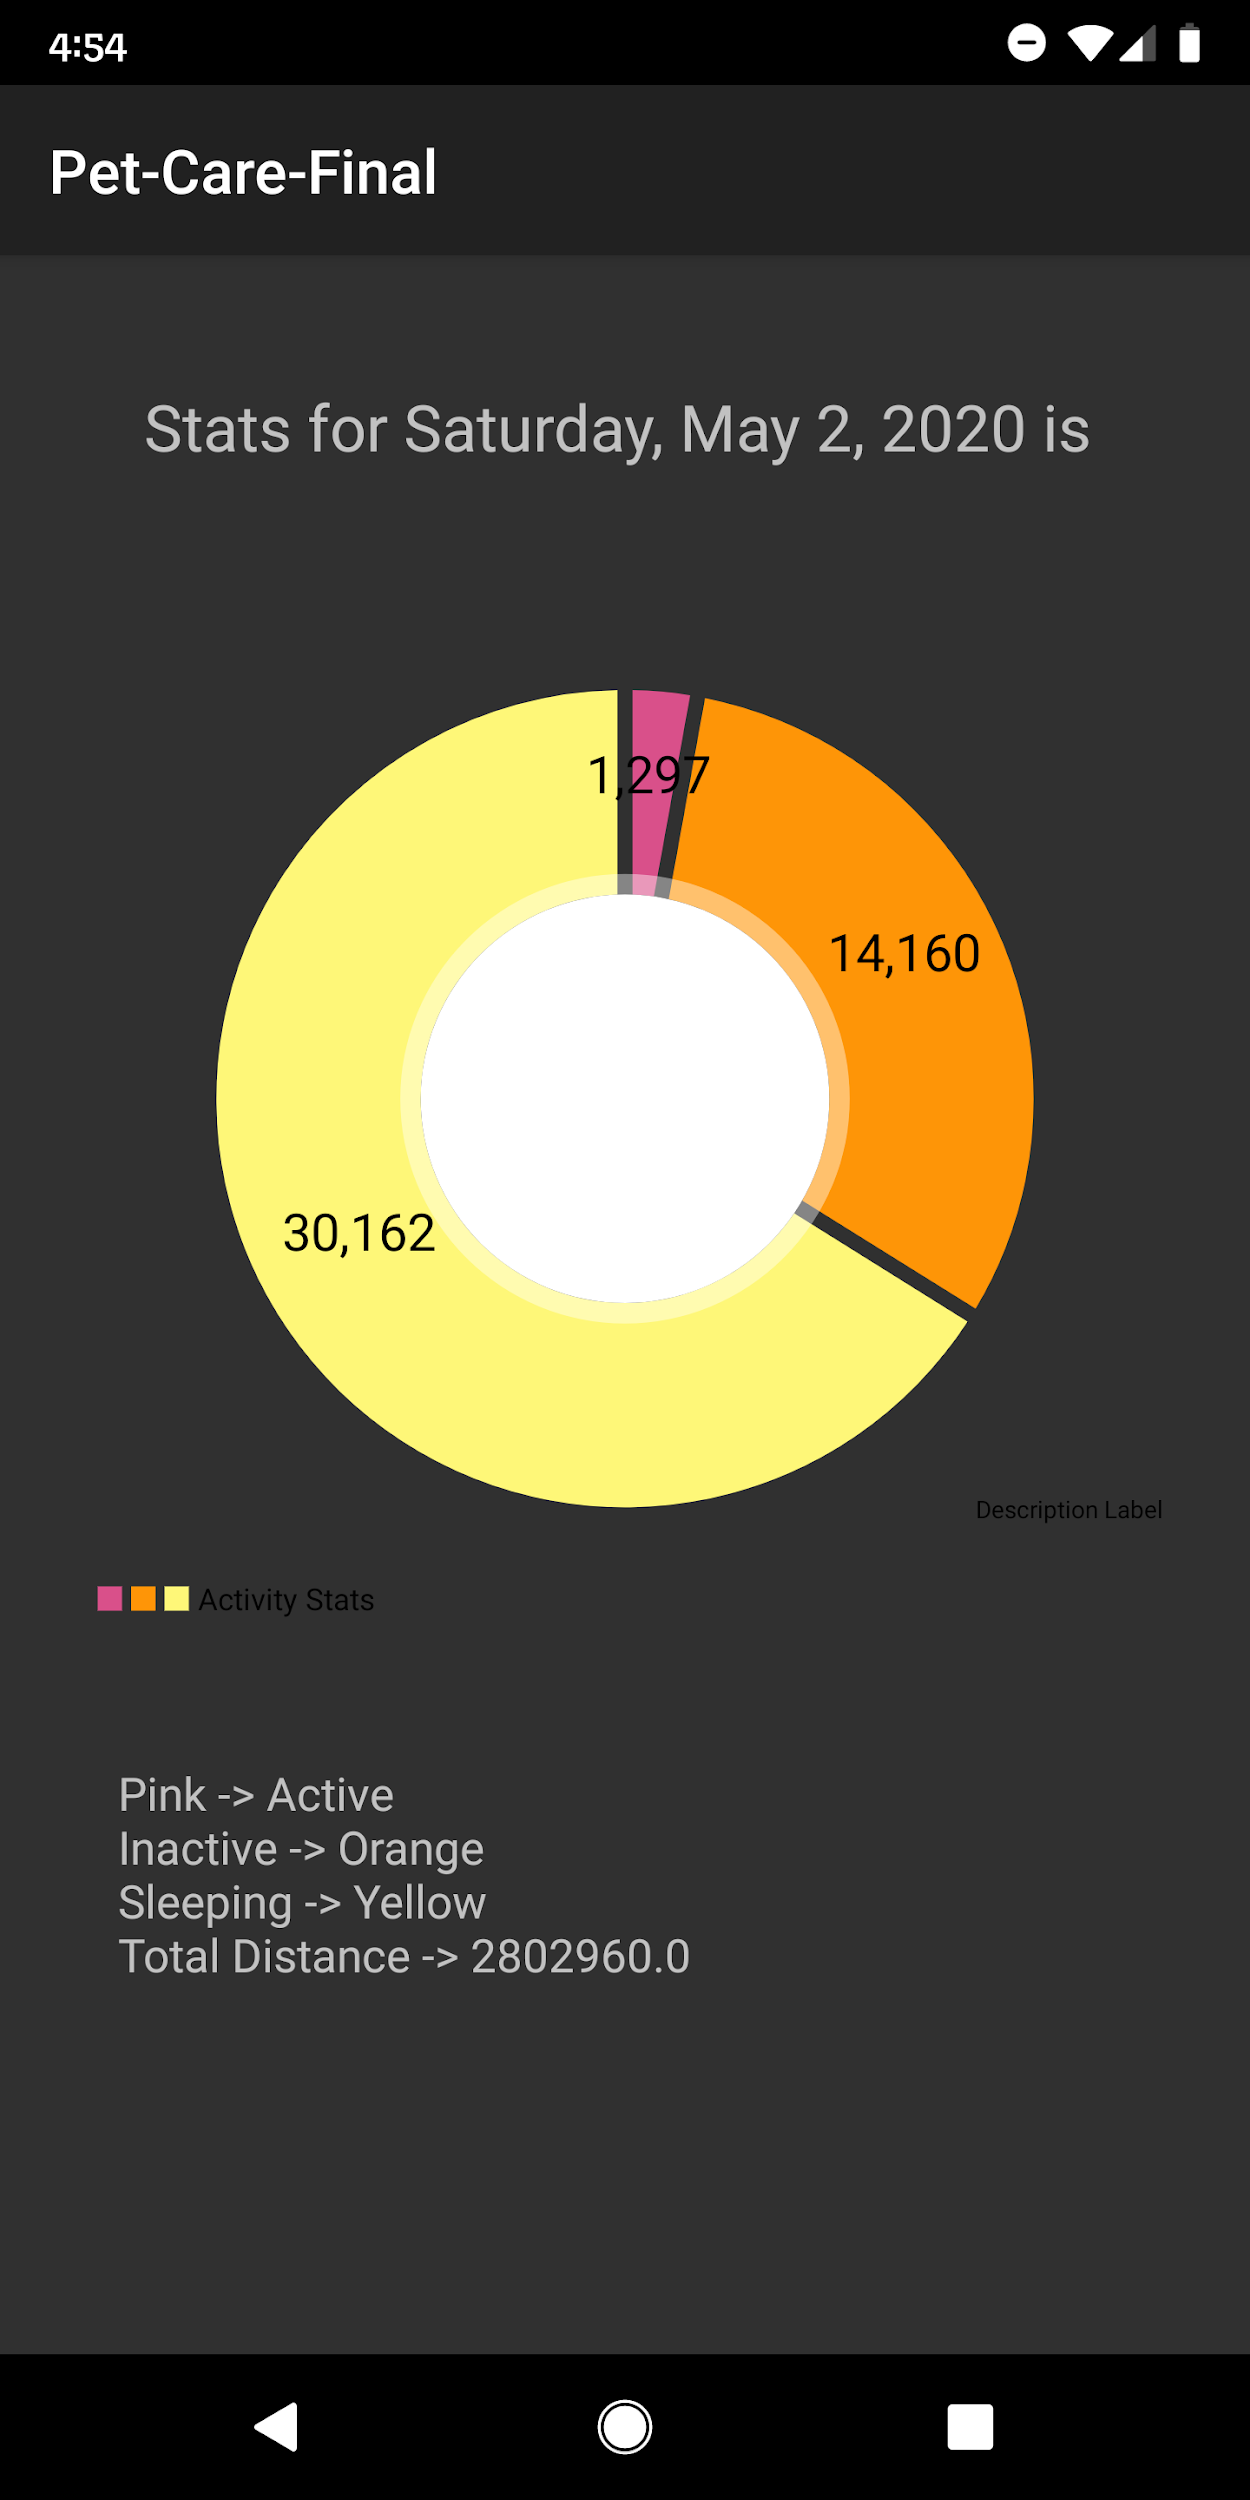 4:54
Pet-Care-Final
Stats for Saturday, May 2, 2020 is
1,297
14,160
30,162
Description Label
Activity Stats
Pink -> Active
Inactive -> Orange
Sleeping -> Yellow
Total Distance -> 2802960.0